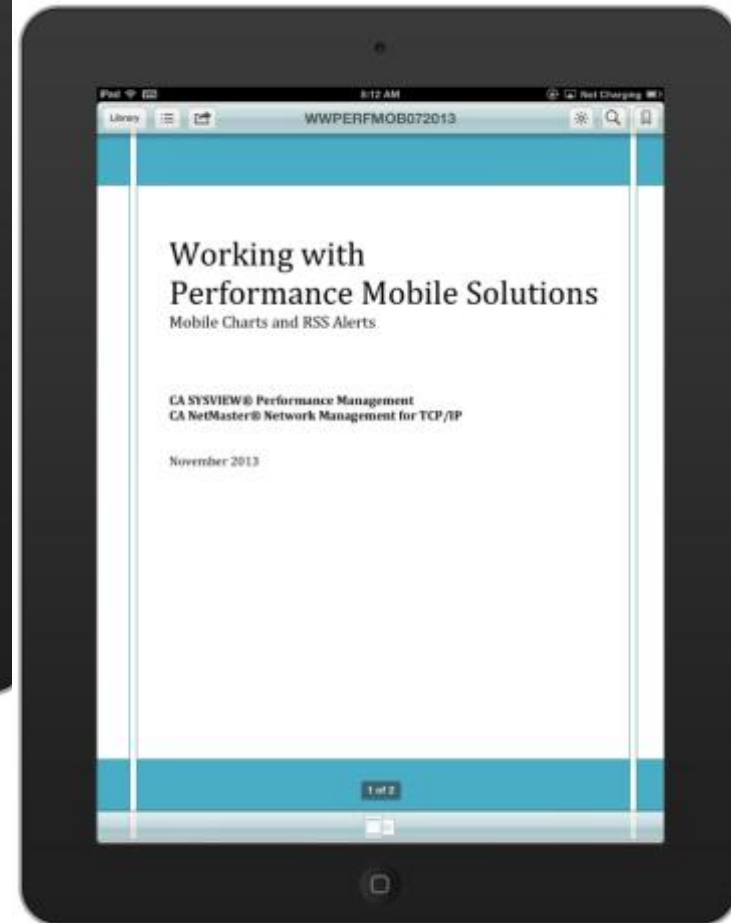 iPad 8:12 AM Not Charging
Library WWPERFMOB072013
Working with
Performance Mobile Solutions
Mobile Charts and RSS Alerts
CA SYSVIEW® Performance Management
CA NetMaster® Network Management for TCP/IP
November 2013
1 of 2